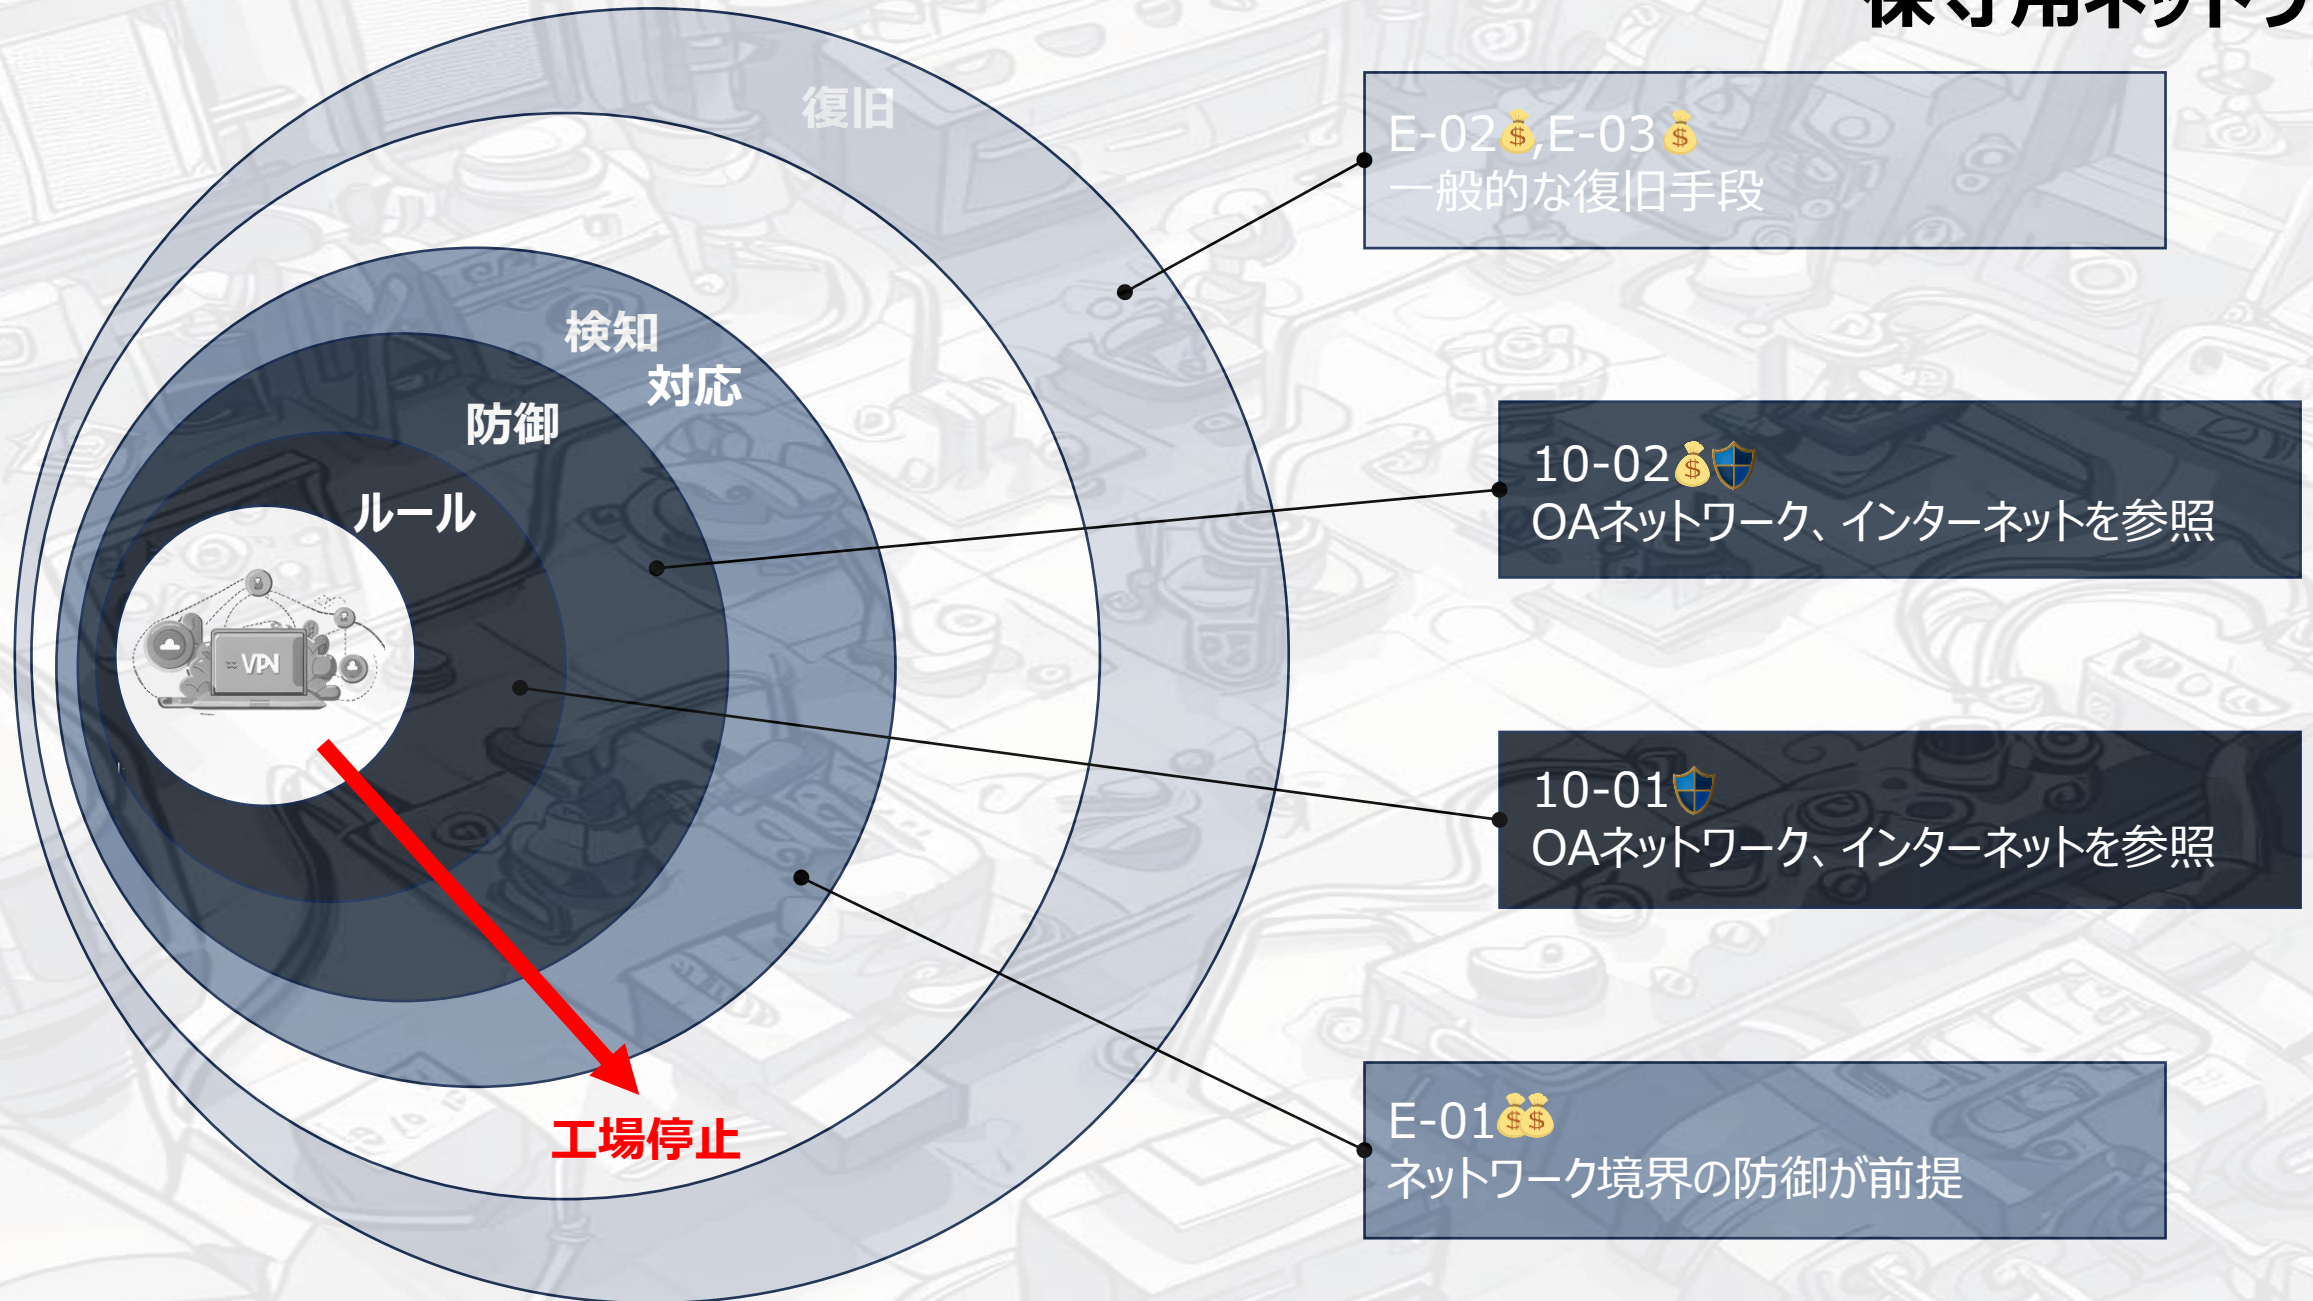 保守用ネットワ
復旧
検知
対応
防御
ルール
VPN
工場停止
E-02💰,E-03💰
一般的な復旧手段
10-02💰🛡
OAネットワーク、インターネットを参照
10-01🛡
OAネットワーク、インターネットを参照
E-01💰💰
ネットワーク境界の防御が前提